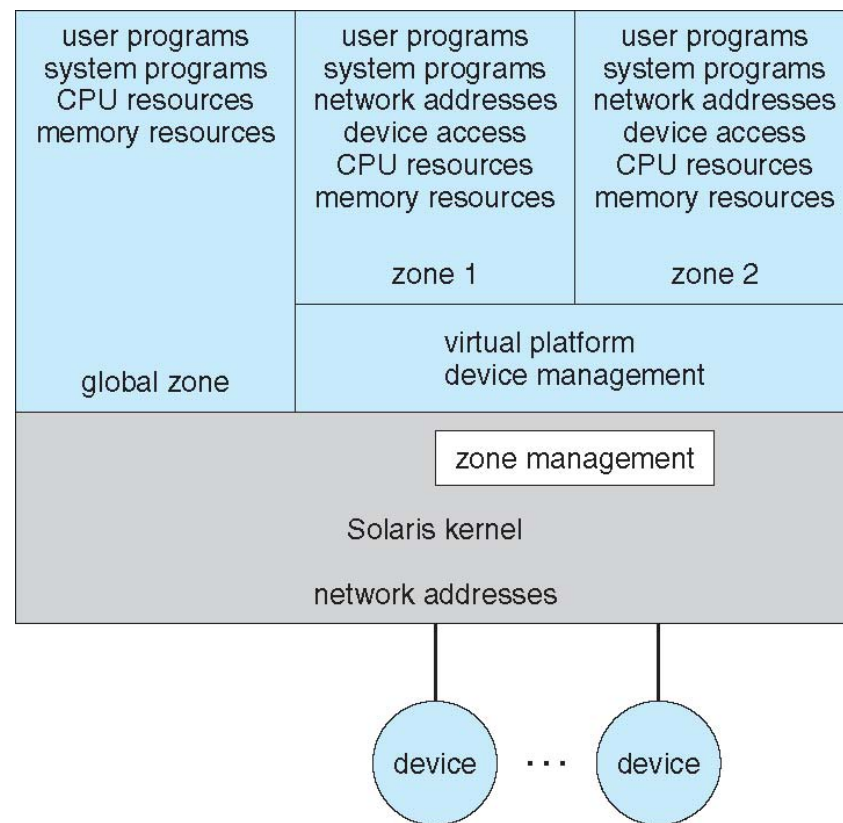 user programs
system programs
CPU resources
memory resources
global zone
user programs
system programs
network addresses
device access
CPU resources
memory resources
zone 1
user programs
system programs
network addresses
device access
CPU resources
memory resources
zone 2
virtual platform
device management
zone management
Solaris kernel
network addresses
device
...
device